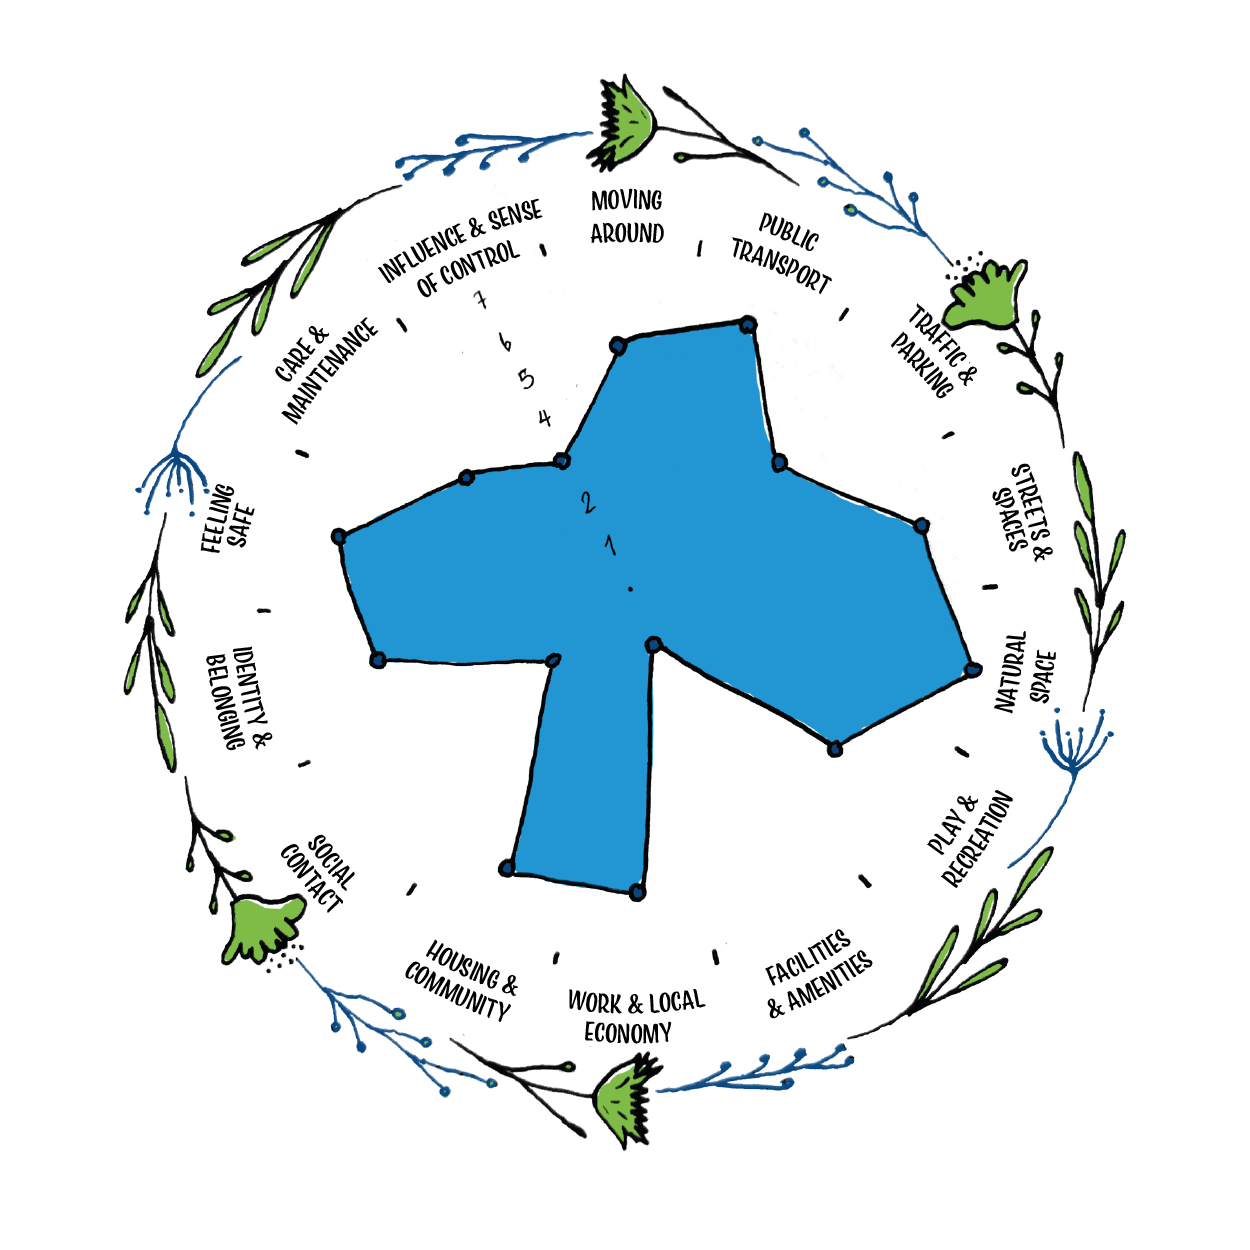 MOVING
AROUND
PUBLIC
TRANSPORT
TRAFFIC &
PARKING
STREETS &
SPACES
NATURAL
SPACE
PLAY &
RECREATION
FACILITIES
& AMENITIES
WORK & LOCAL
ECONOMY
HOUSING &
COMMUNITY
SOCIAL
CONTACT
IDENTITY &
BELONGING
FEELING
SAFE
CARE &
MAINTENANCE
INFLUENCE & SENSE
OF CONTROL
7
6
5
4
2
1